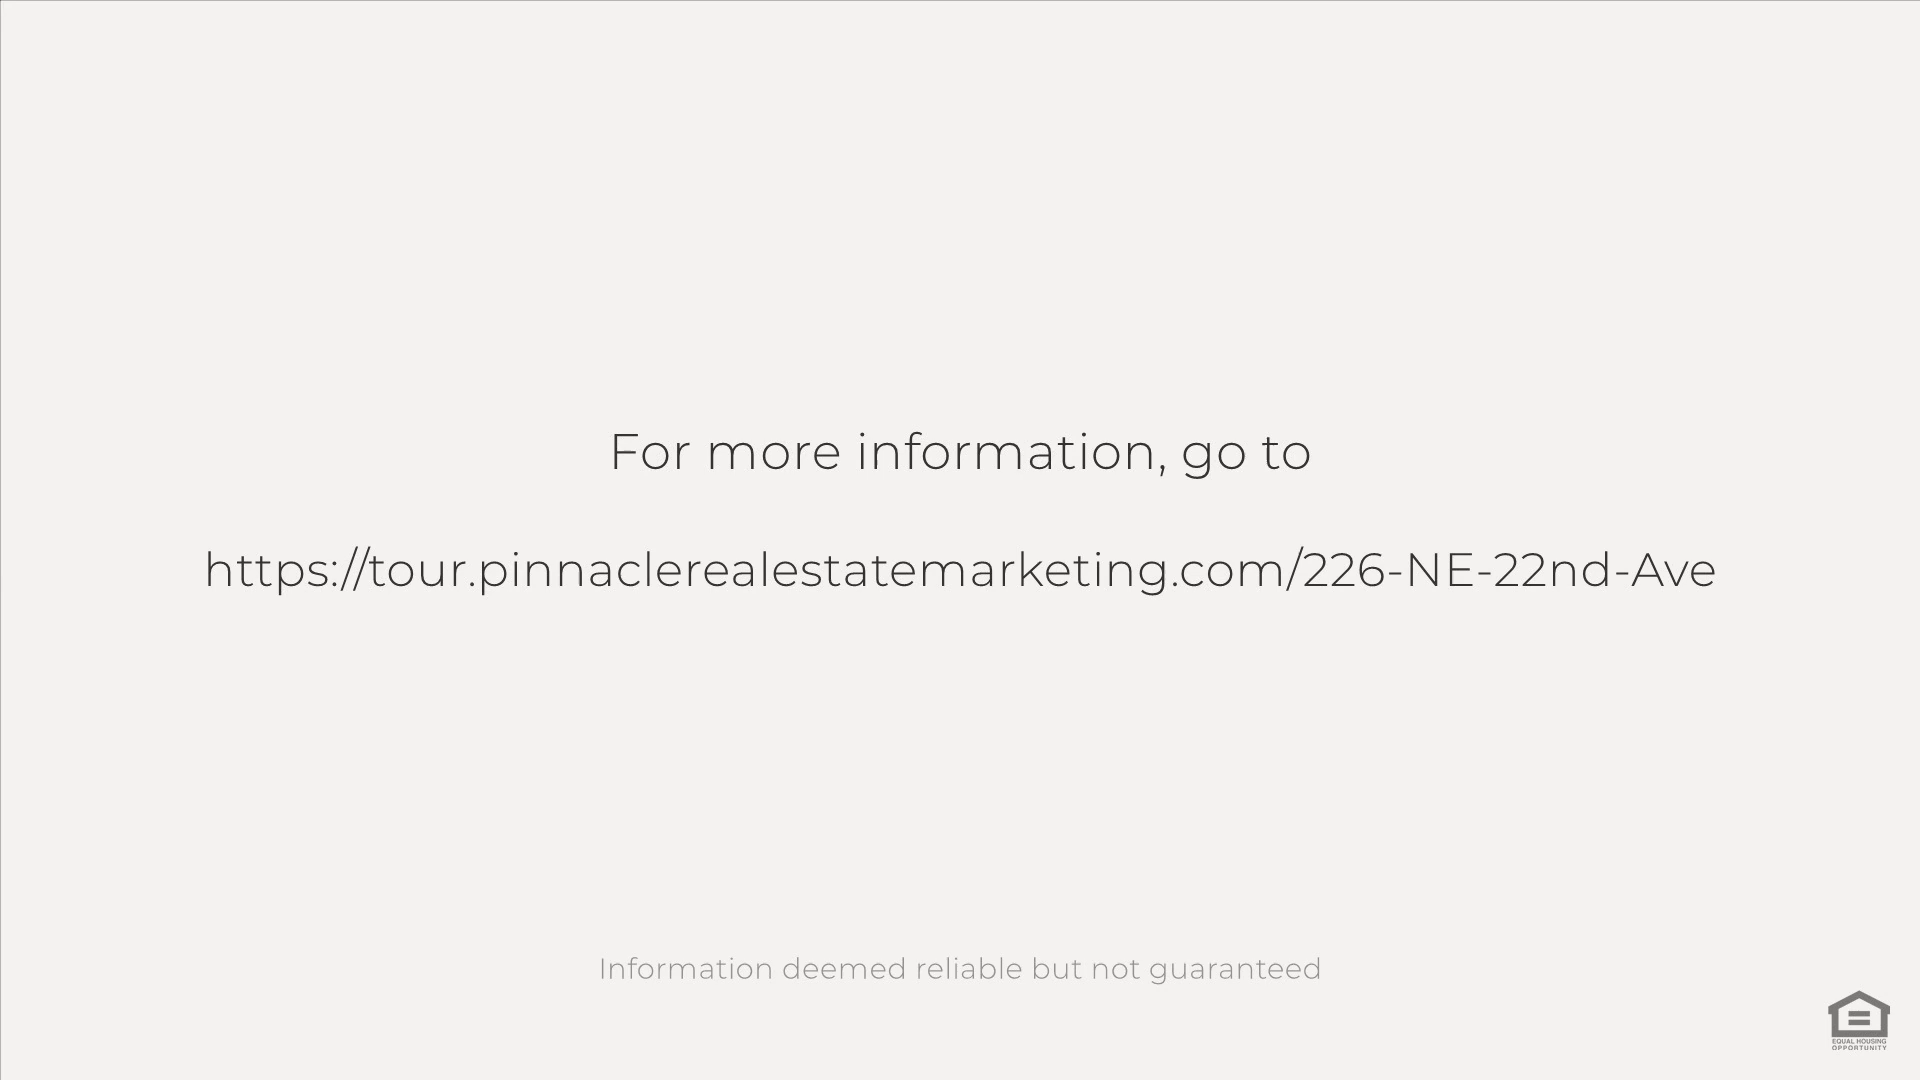 For more information, go to
https://tour.pinnaclerealestatemarketing.com/226-NE-22nd-Ave
Information deemed reliable but not guaranteed
EQUAL HOUSING
OPPORTUNITY